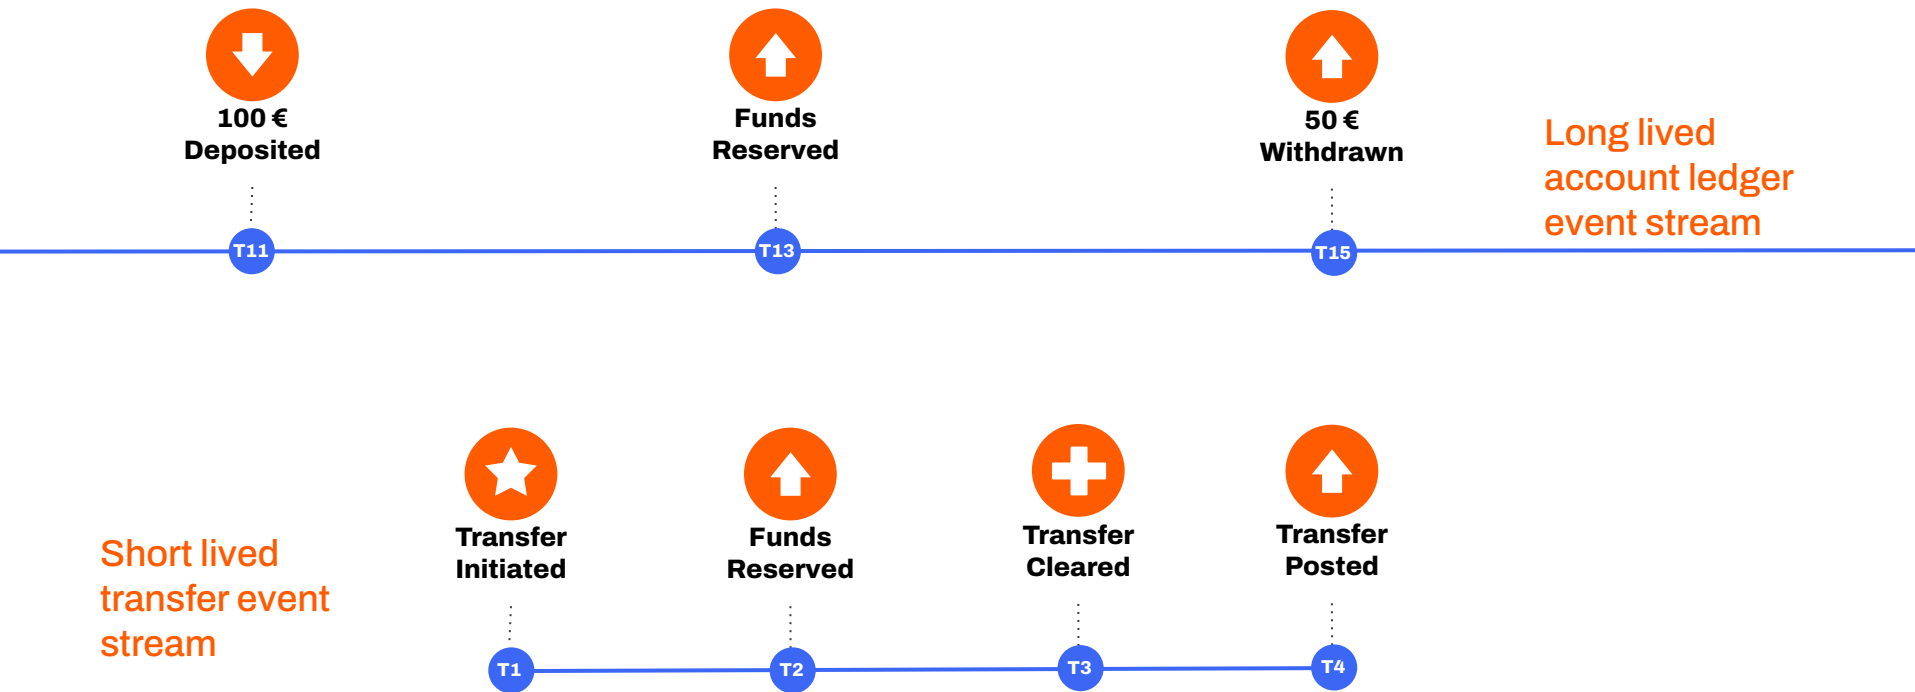 100 €
Deposited
Funds
Reserved
50 €
Withdrawn
Long lived
account ledger
event stream
T11
T13
T15
Short lived
transfer event
stream
Transfer
Initiated
Funds
Reserved
Transfer
Cleared
Transfer
Posted
T1
T2
T3
T4